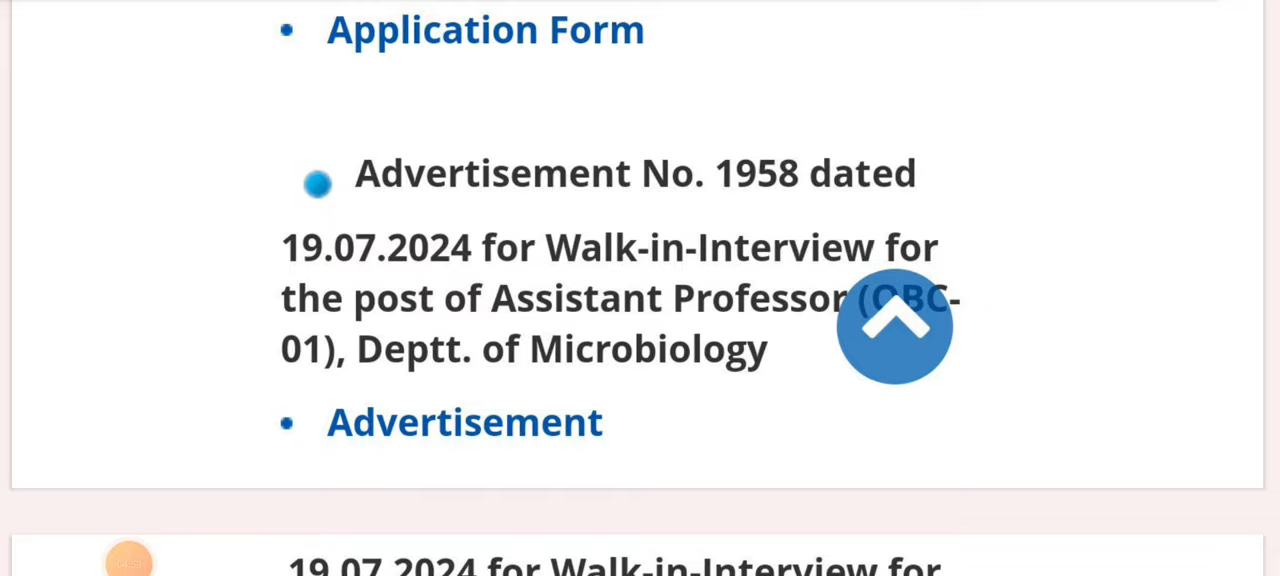 Application Form
Advertisement No. 1958 dated
19.07.2024 for Walk-in-Interview for
the post of Assistant Professor (OBC-
01), Deptt. of Microbiology
Advertisement
19.07.2024 for Walk-in-Interview for